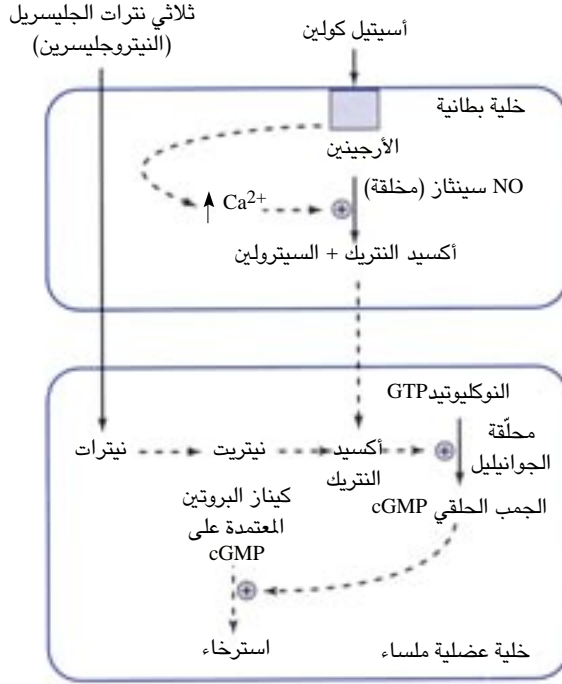 ثلاثي نترات الجليسريل
(النيتروجليسرين)
أسيتيل كولين
خلية بطانية
الأرجينين
NO سينثاز (مخلقة)
Ca2+
أكسيد النتريك + السيترولين
النوكليوتيدGTP
محلّقة
الجوانيليل
نيترات
نيتريت
أكسيد
النتريك
الجمب الحلقي cGMP
كيناز البروتين
المعتمدة على
cGMP
استرخاء
خلية عضلية ملساء